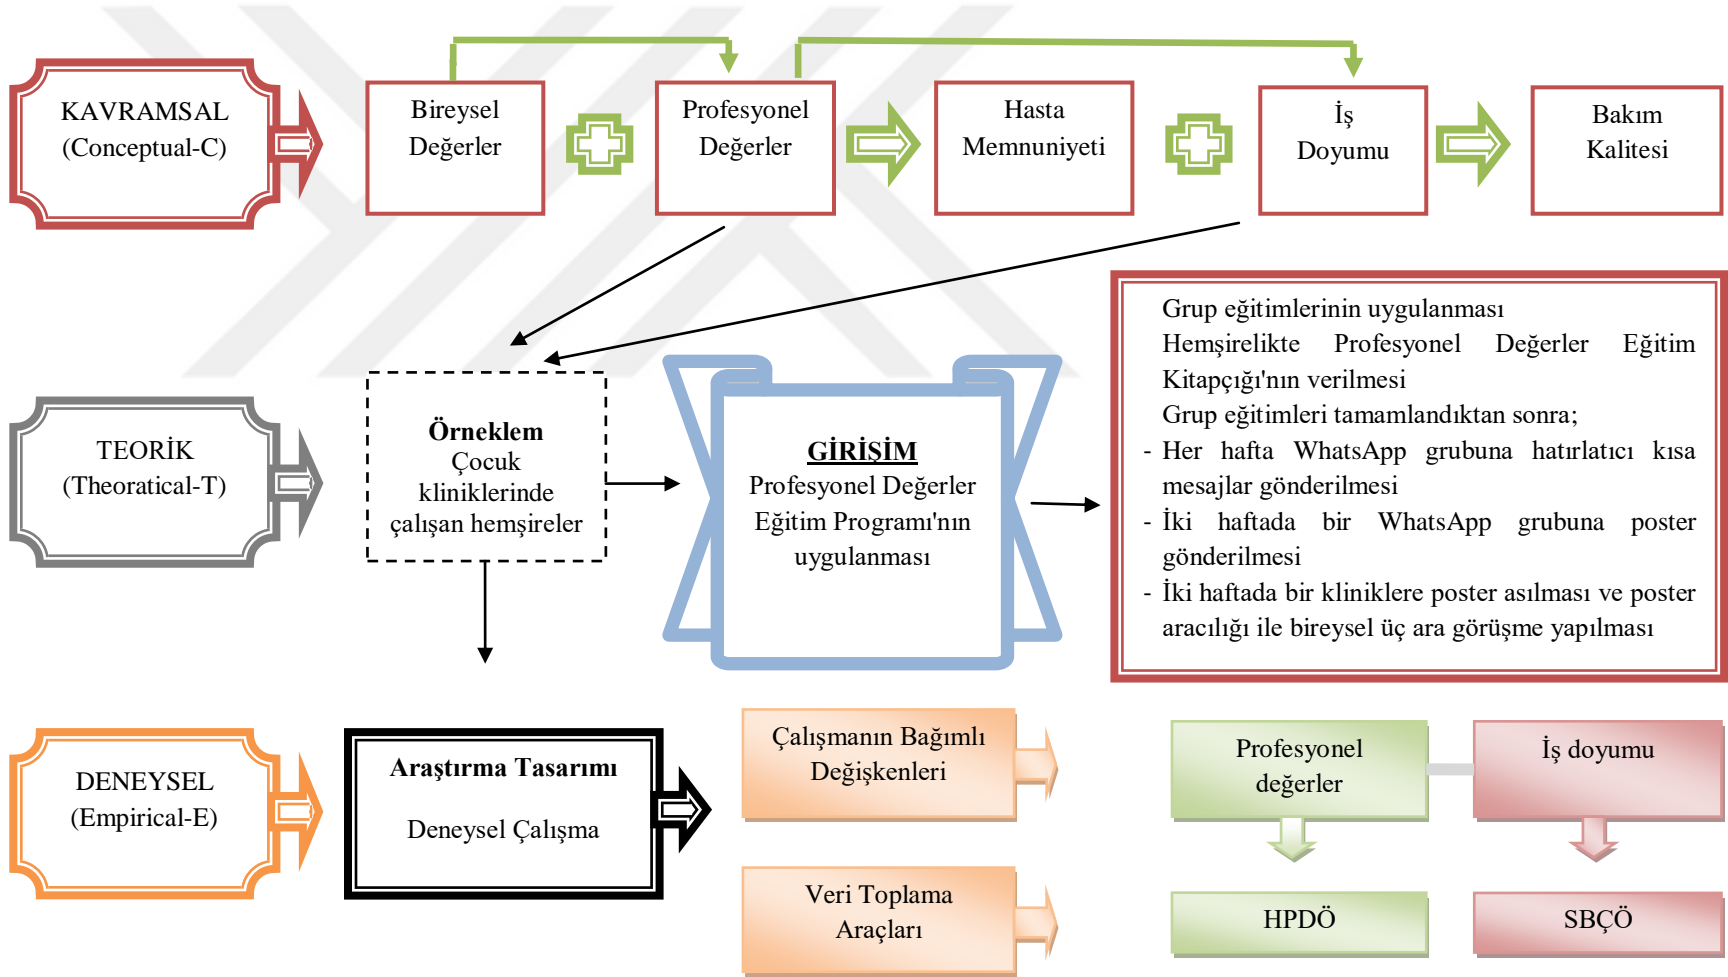 KAVRAMSAL
(Conceptual-C)
Bireysel
Değerler
Profesyonel
Değerler
Hasta
Memnuniyeti
İş
Doyumu
Bakım
Kalitesi
TEORİK
(Theoratical-T)
Örneklem
Çocuk
kliniklerinde
çalışan hemşireler
GİRİŞİM
Profesyonel Değerler
Eğitim Programı'nın
uygulanması
Grup eğitimlerinin uygulanması
Hemşirelikte Profesyonel Değerler Eğitim
Kitapçığı'nın verilmesi
Grup eğitimleri tamamlandıktan sonra;
- Her hafta WhatsApp grubuna hatırlatıcı kısa
mesajlar gönderilmesi
- İki haftada bir WhatsApp grubuna poster
gönderilmesi
- İki haftada bir kliniklere poster asılması ve poster
aracılığı ile bireysel üç ara görüşme yapılması
DENEYSEL
(Empirical-E)
Araştırma Tasarımı
Deneysel Çalışma
Çalışmanın Bağımlı
Değişkenleri
Profesyonel
değerler
İş doyumu
Veri Toplama
Araçları
HPDÖ
SBÇÖ